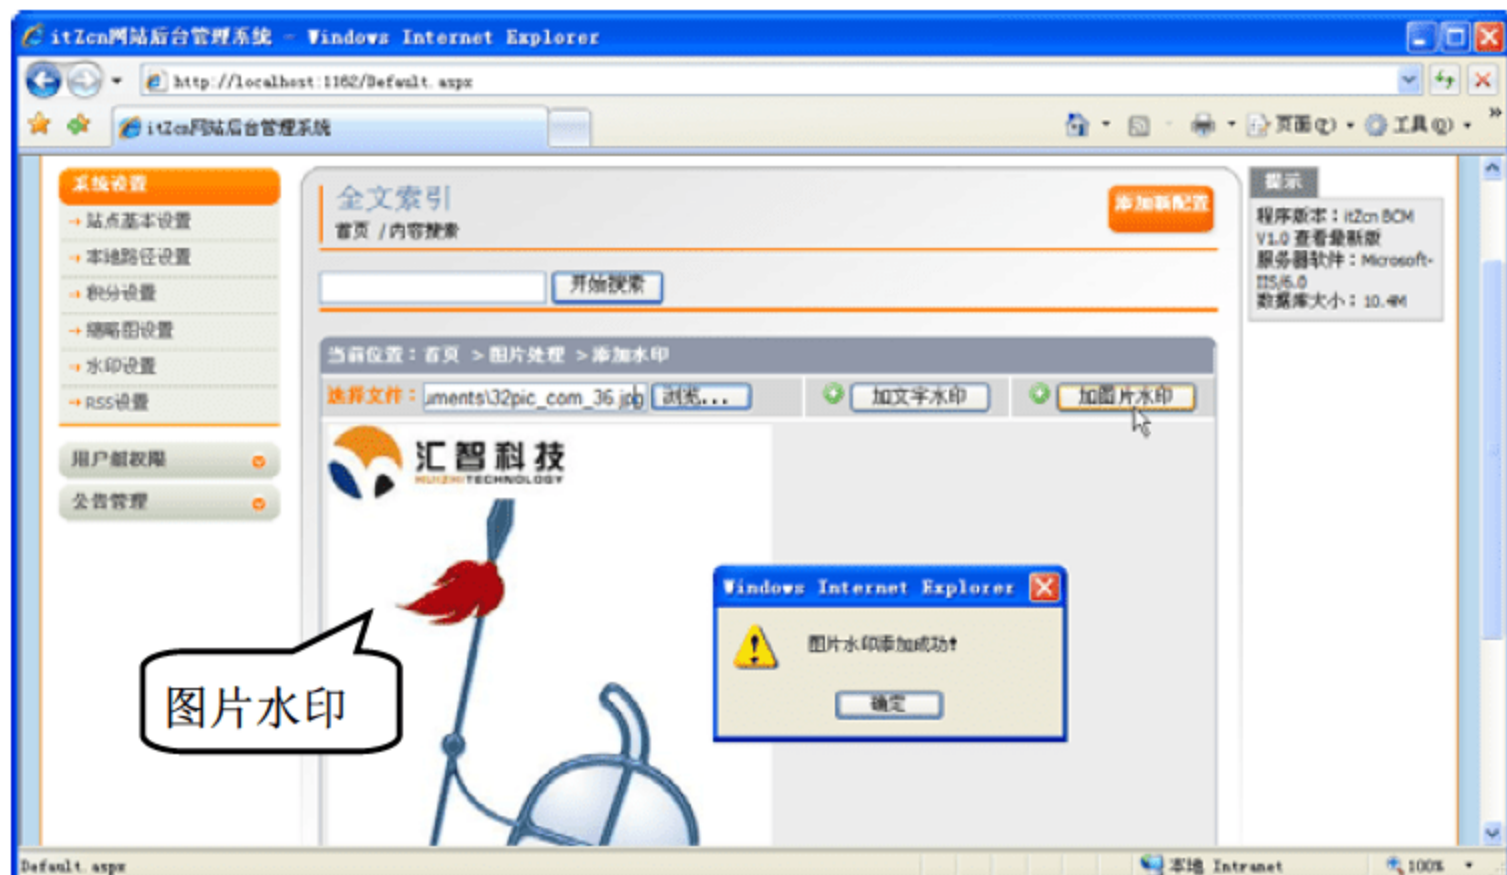 itZcn网站后台管理系统 - Windows Internet Explorer
http://localhost:1162/Default.aspx
itZcn网站后台管理系统
页面(P)
工具(O)
»
系统设置
站点基本设置
本地路径设置
积分设置
缩略图设置
水印设置
RSS设置
用户组权限
公告管理
全文索引
首页 /内容搜索
添加新配置
开始搜索
当前位置：首页 >图片处理 >添加水印
选择文件：
uments\32pic_com_36.jpg
浏览...
加文字水印
加图片水印
汇智科技
HUIZHI TECHNOLOGY
图片水印
Windows Internet Explorer
图片水印添加成功!
确定
提示
程序版本：itZcn BCM
V1.0 查看最新版
服务器软件：Microsoft-
IIS/6.0
数据库大小：10.4M
Default.aspx
本地 Intranet
100%